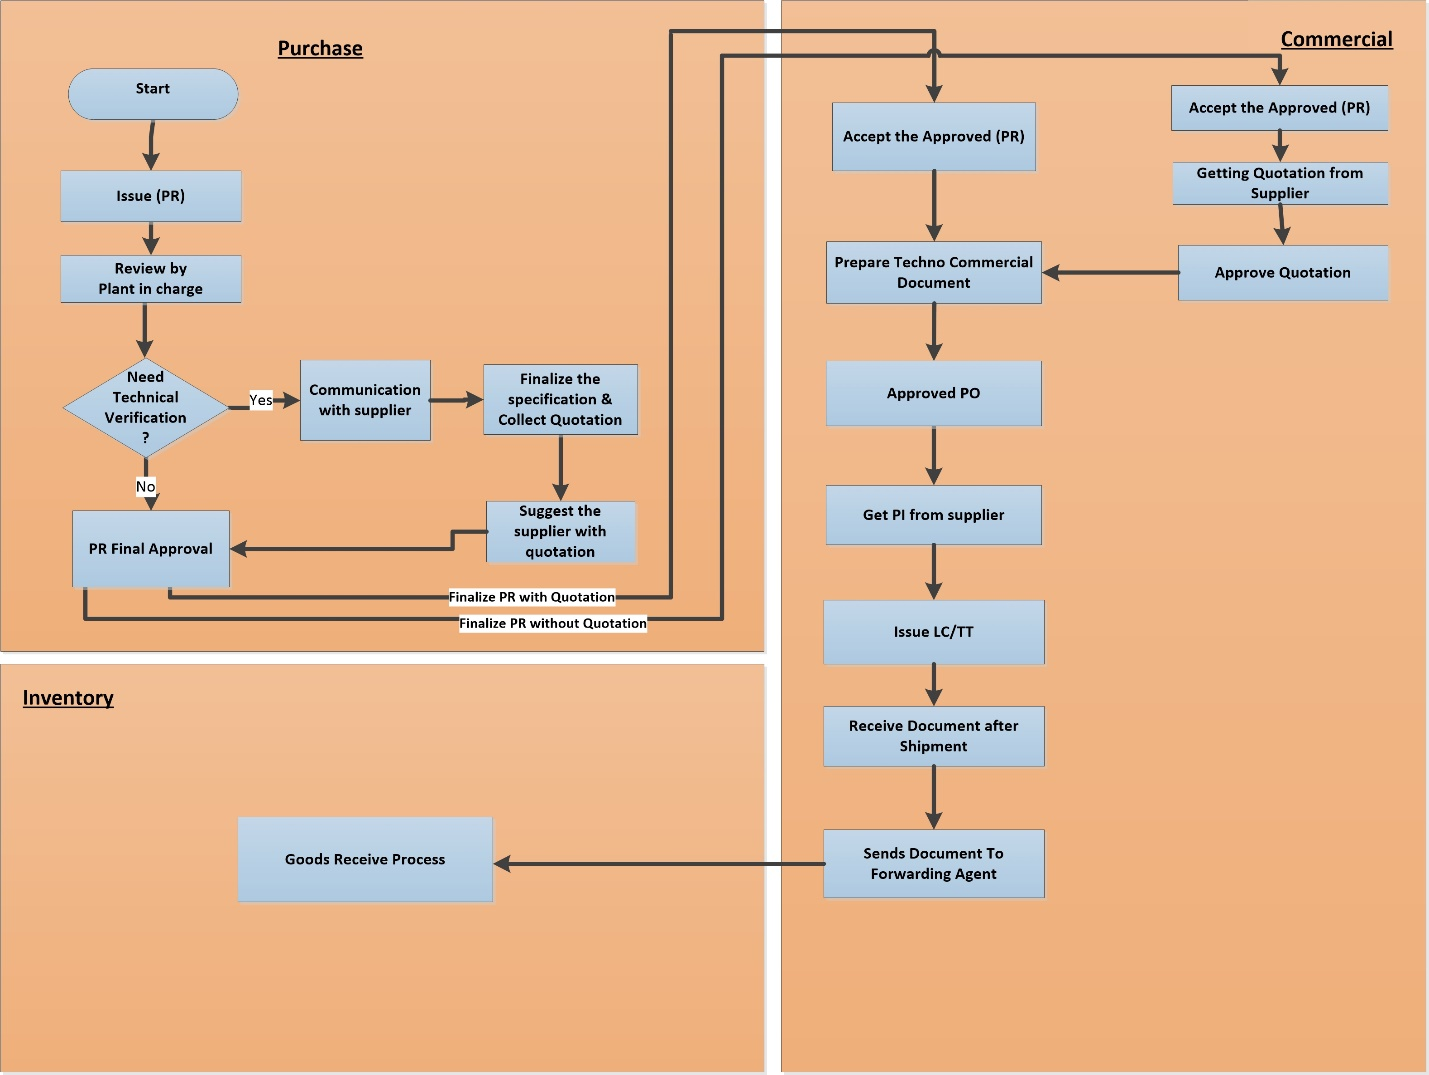 Purchase
Start
Issue (PR)
Review by
Plant in charge
Need
Technical
Verification
?
Yes
Communication
with supplier
Finalize the
specification &
Collect Quotation
No
Suggest the
supplier with
quotation
PR Final Approval
Finalize PR with Quotation
Finalize PR without Quotation
Commercial
Accept the Approved (PR)
Accept the Approved (PR)
Getting Quotation from
Supplier
Approve Quotation
Prepare Techno Commercial
Document
Approved PO
Get PI from supplier
Issue LC/TT
Receive Document after
Shipment
Sends Document To
Forwarding Agent
Inventory
Goods Receive Process